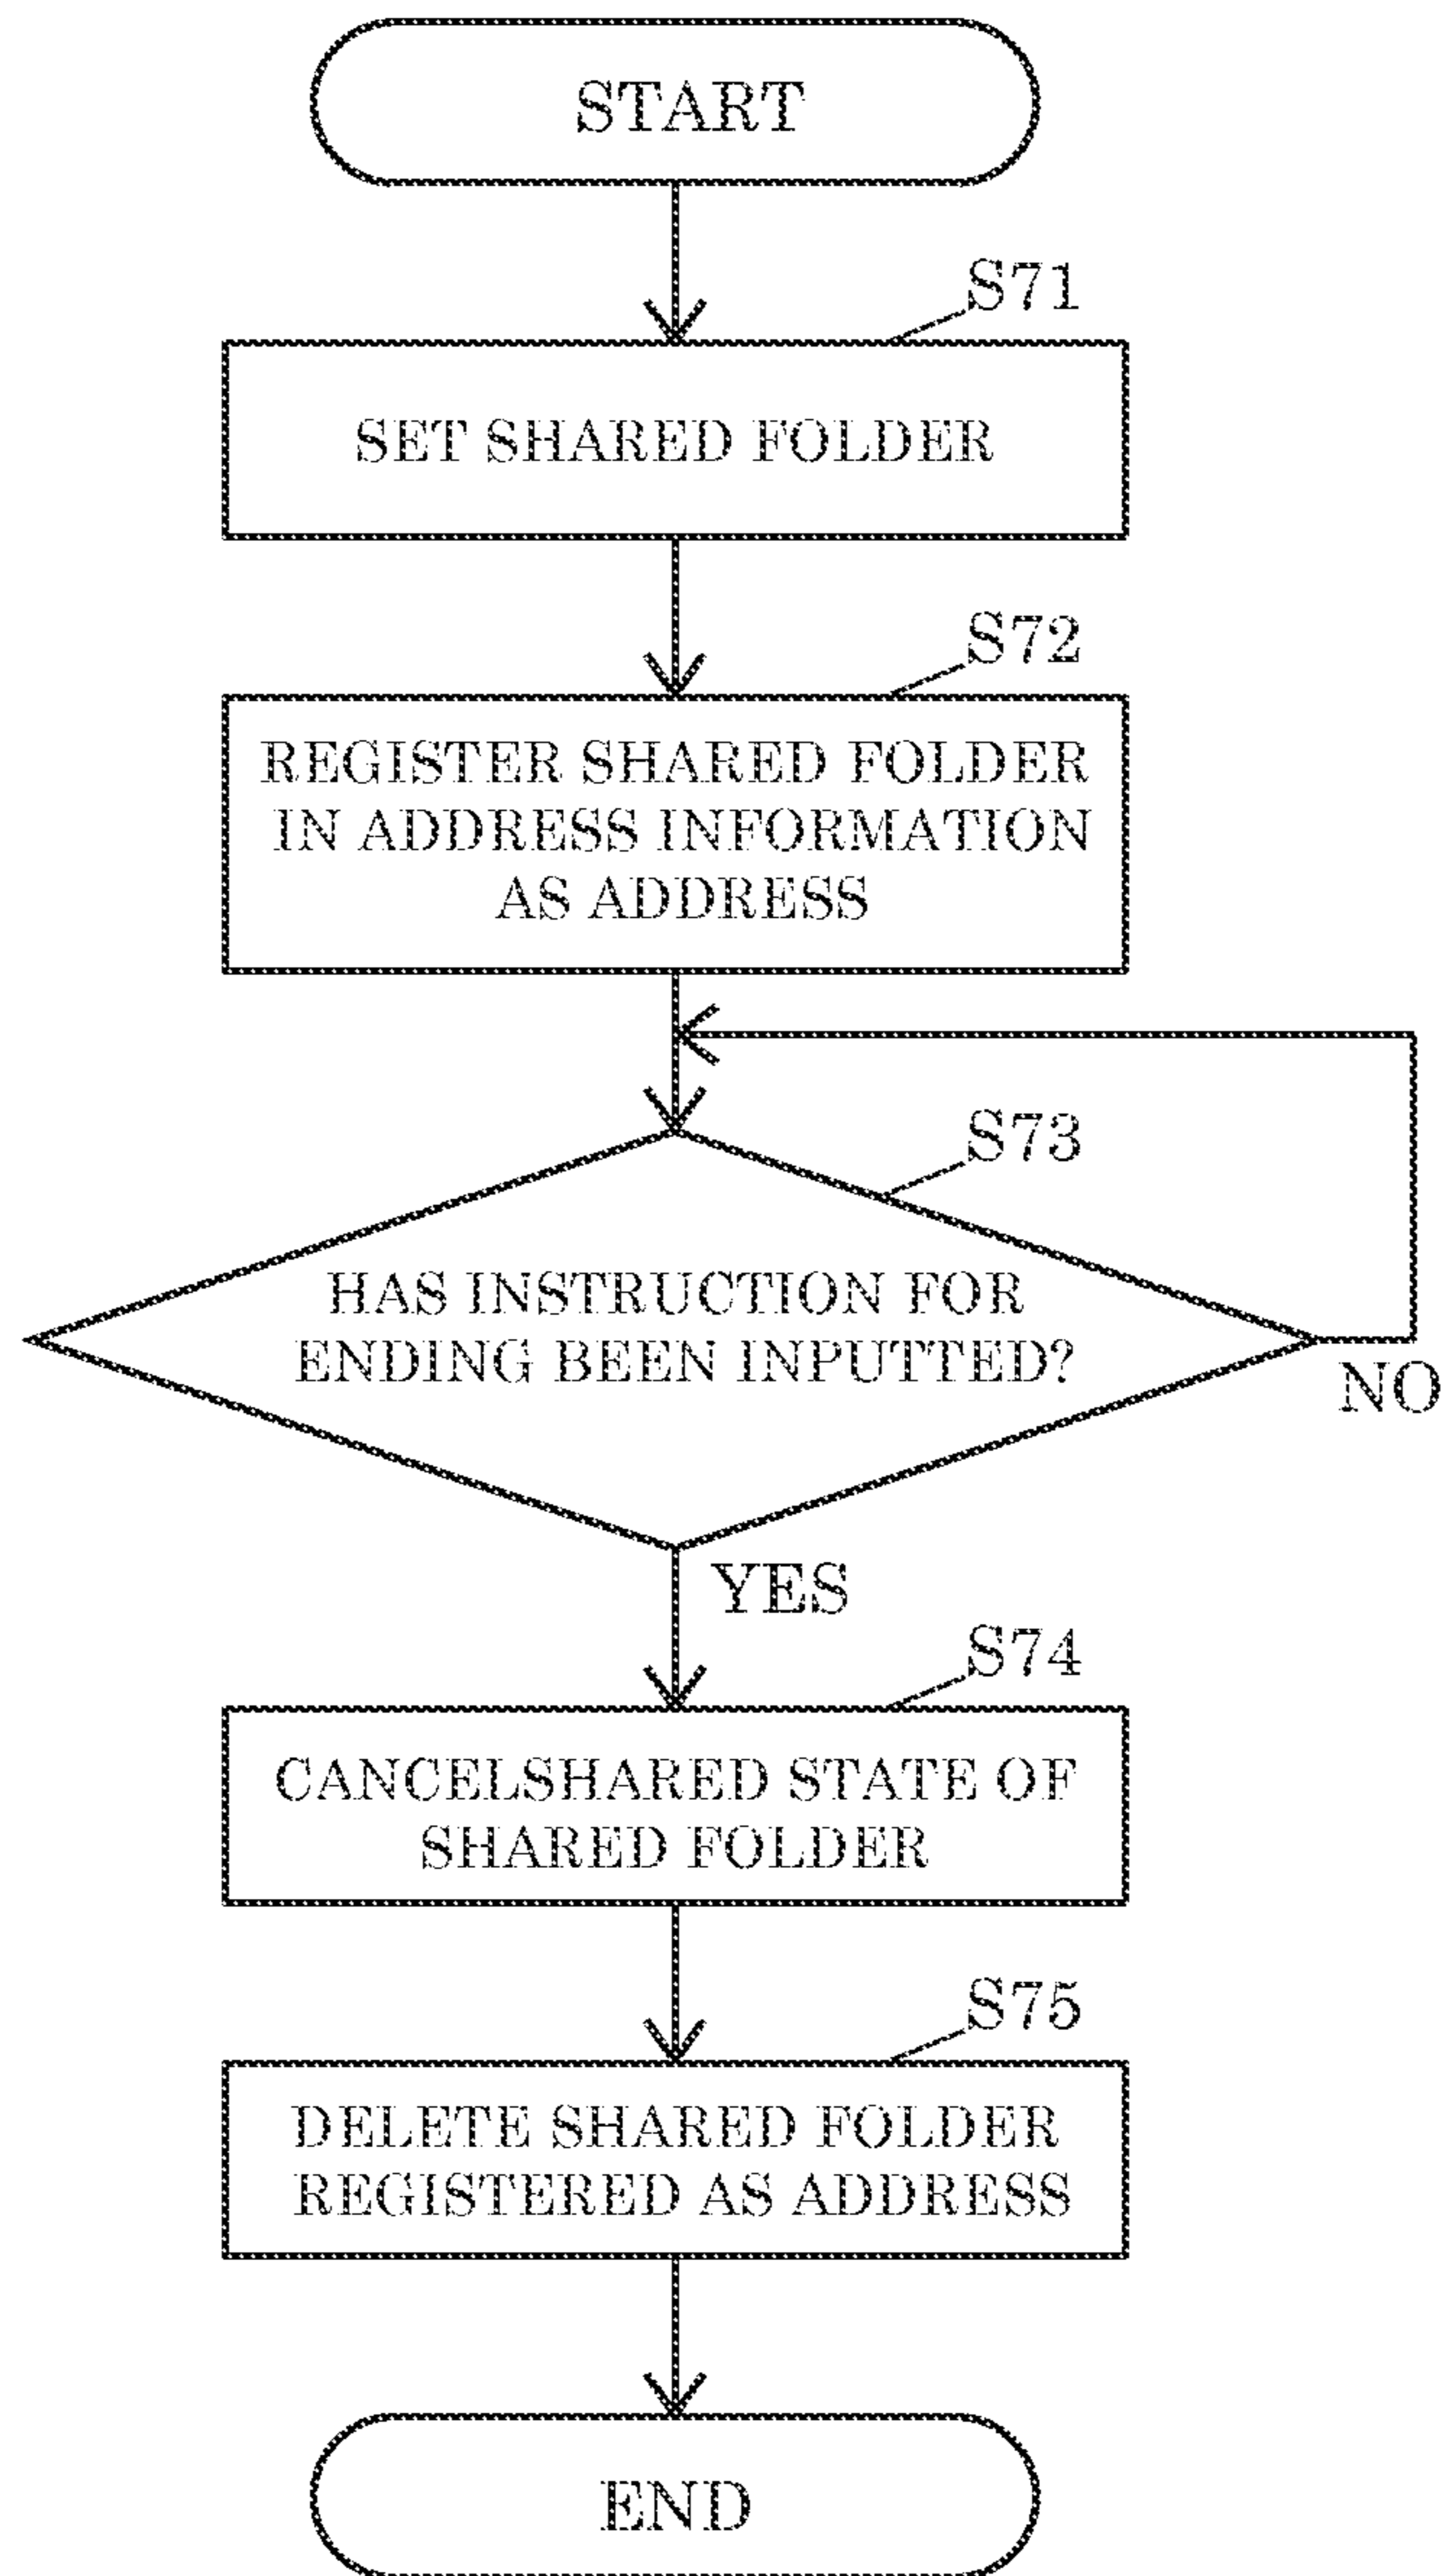 START
S71
SET SHARED FOLDER
S72
REGISTER SHARED FOLDER
IN ADDRESS INFORMATION
AS ADDRESS
S73
HAS INSTRUCTION FOR
ENDING BEEN INPUTTED?
NO
YES
S74
CANCELSHARED STATE OF
SHARED FOLDER
S75
DELETE SHARED FOLDER
REGISTERED AS ADDRESS
END